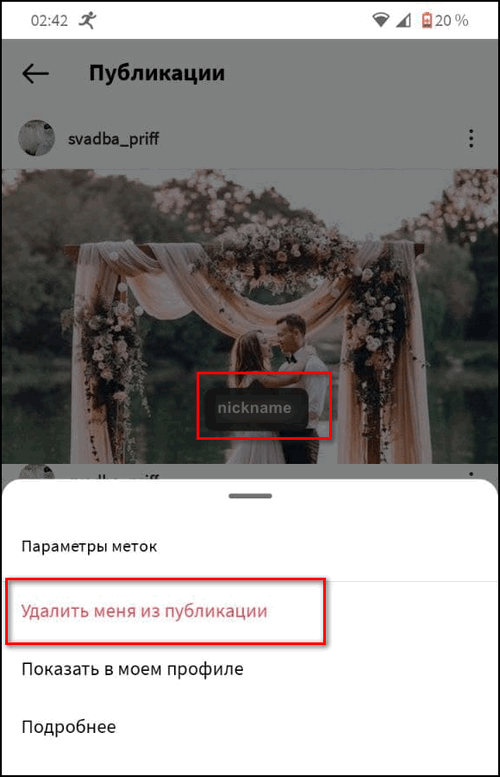 02:42 20 %
Публикации
svadba_priff
nickname
Параметры меток
Удалить меня из публикации
Показать в моем профиле
Подробнее